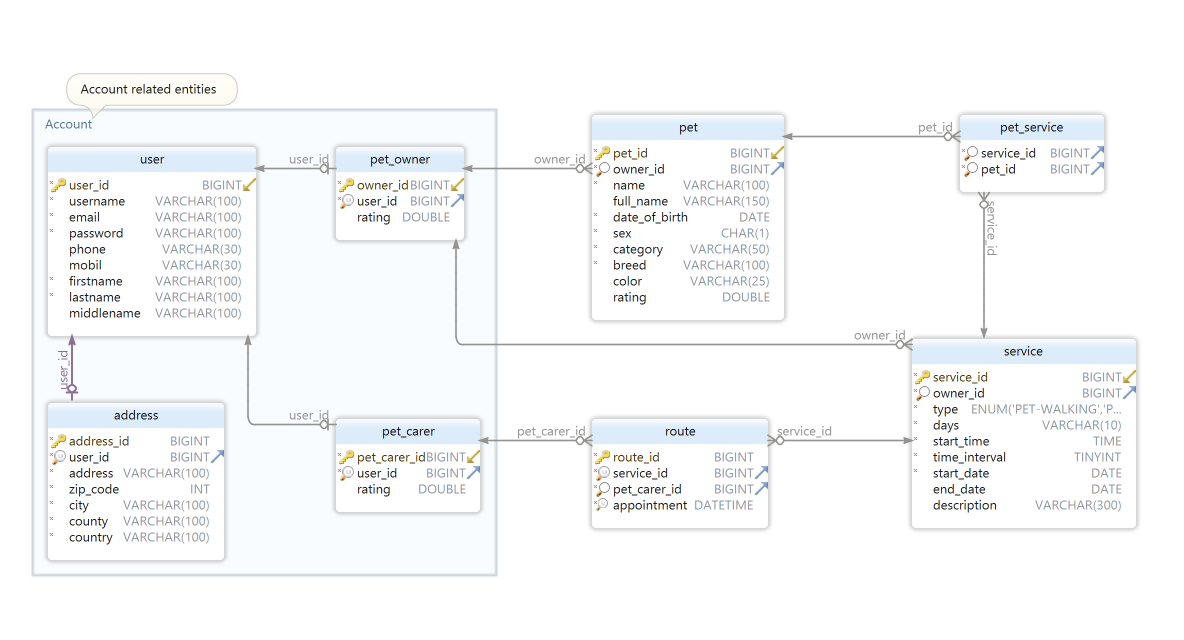 Account related entities
Account
user
user_id BIGINT
username VARCHAR(100)
email VARCHAR(100)
password VARCHAR(100)
phone VARCHAR(30)
mobil VARCHAR(30)
firstname VARCHAR(100)
lastname VARCHAR(100)
middlename VARCHAR(100)
user_id
pet_owner
owner_id BIGINT
user_id BIGINT
rating DOUBLE
owner_id
pet
pet_id BIGINT
owner_id BIGINT
name VARCHAR(100)
full_name VARCHAR(150)
date_of_birth DATE
sex CHAR(1)
category VARCHAR(50)
breed VARCHAR(100)
color VARCHAR(25)
rating DOUBLE
pet_id
pet_service
service_id BIGINT
pet_id BIGINT
service_id
owner_id
user_id
address
address_id BIGINT
user_id BIGINT
address VARCHAR(100)
zip_code INT
city VARCHAR(100)
county VARCHAR(100)
country VARCHAR(100)
user_id
pet_carer
pet_carer_id BIGINT
user_id BIGINT
rating DOUBLE
pet_carer_id
route
route_id BIGINT
service_id BIGINT
pet_carer_id BIGINT
appointment DATETIME
service_id
service
service_id BIGINT
owner_id BIGINT
type ENUM('PET-WALKING','P...
days VARCHAR(10)
start_time TIME
time_interval TINYINT
start_date DATE
end_date DATE
description VARCHAR(300)